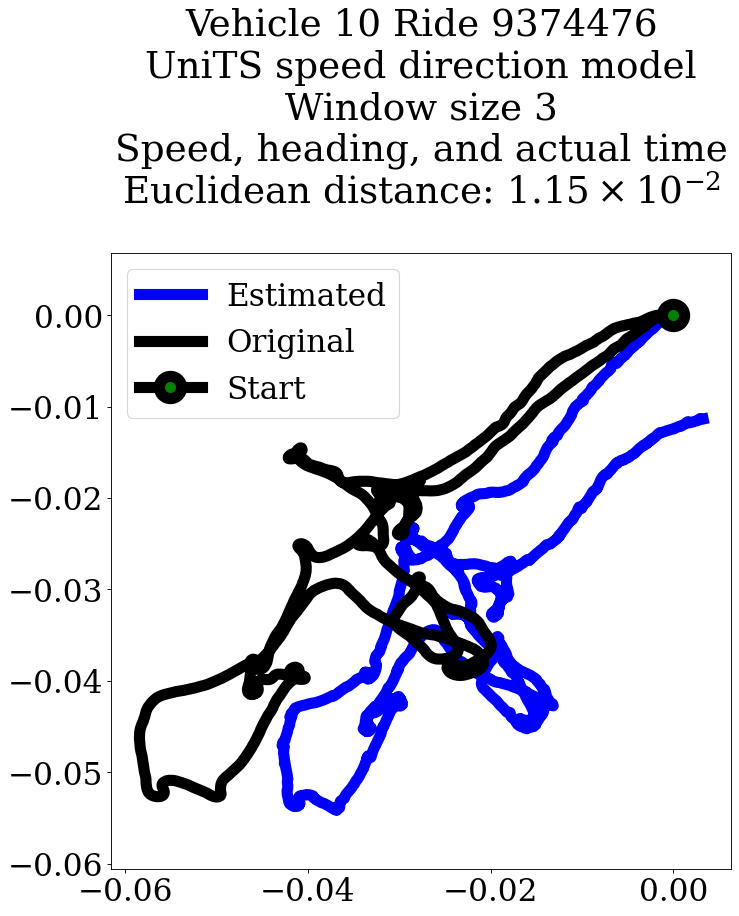 Vehicle 10 Ride 9374476
UniTS speed direction model
Window size 3
Speed, heading, and actual time
Euclidean distance: 1.15 × 10⁻²
Estimated
Original
Start
0.00
−0.01
−0.02
−0.03
−0.04
−0.05
−0.06
−0.06
−0.04
−0.02
0.00